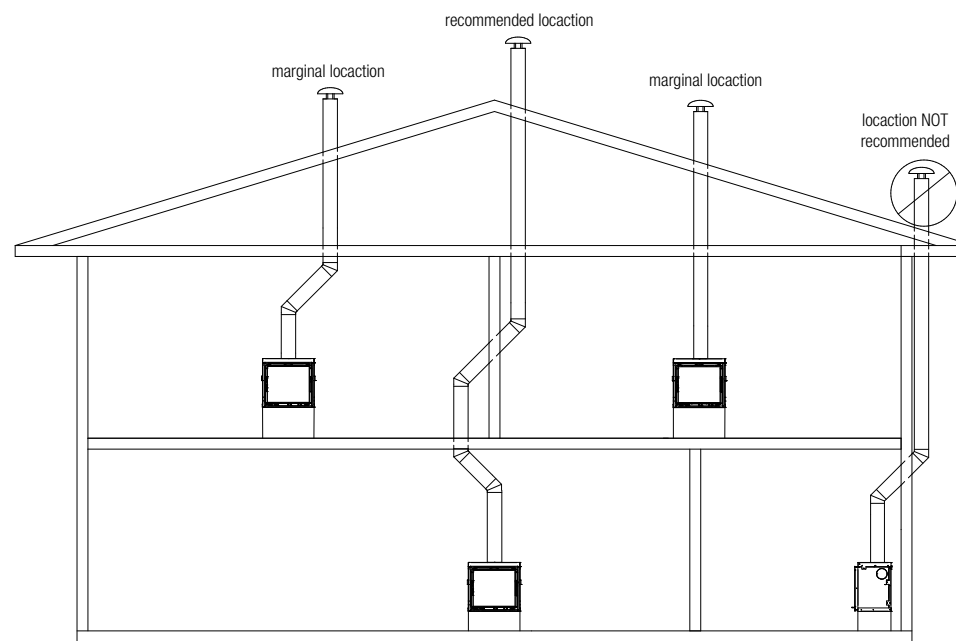 recommended locaction
marginal locaction
marginal locaction
locaction NOT
recommended